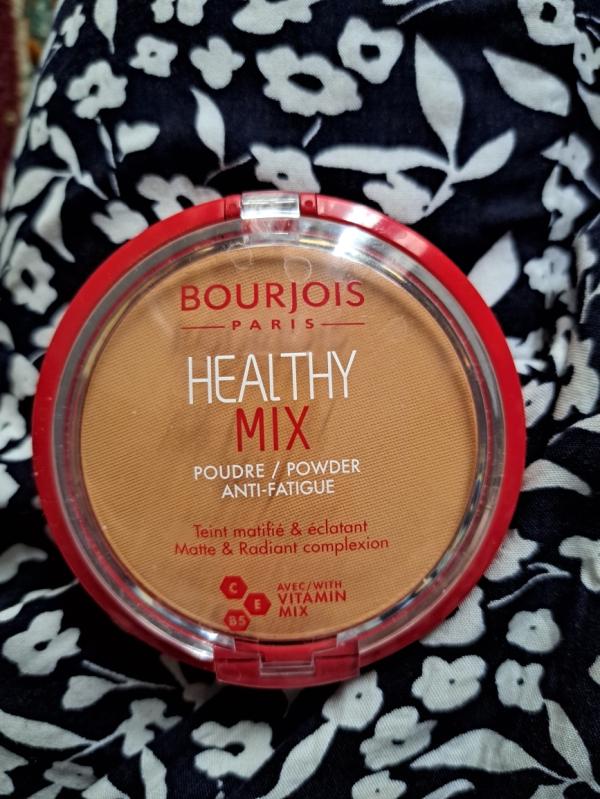 BOURJOIS
PARIS
HEALTHY
MIX
POUDRE / POWDER
ANTI-FATIGUE
Teint matifié & éclatant
Matte & Radiant complexion
C
E
B5
AVEC/WITH
VITAMIN
MIX